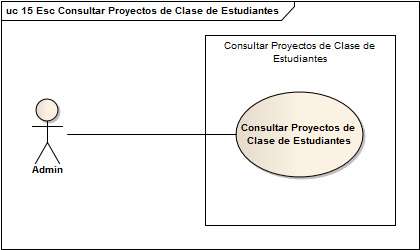 uc 15 Esc Consultar Proyectos de Clase de Estudiantes
Consultar Proyectos de Clase de
Estudiantes
Consultar Proyectos de
Clase de Estudiantes
Admin